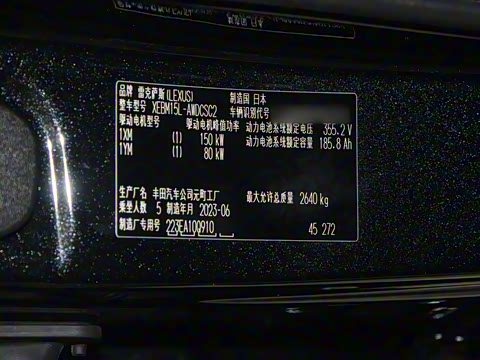 品牌 雷克萨斯(LEXUS) 制造国 日本
整车型号 XEBM15L-AWDCSC2 车辆识别代号
驱动电机型号 驱动电机峰值功率 动力电池系统额定电压 355.2 V
1XM (1) 150 kW 动力电池系统额定容量 185.8 Ah
1YM (1) 80 kW
生产厂名 丰田汽车公司元町工厂 最大允许总质量 2640 kg
乘坐人数 5 制造年月 2023-06
制造厂专用号 223EA100910 45 272